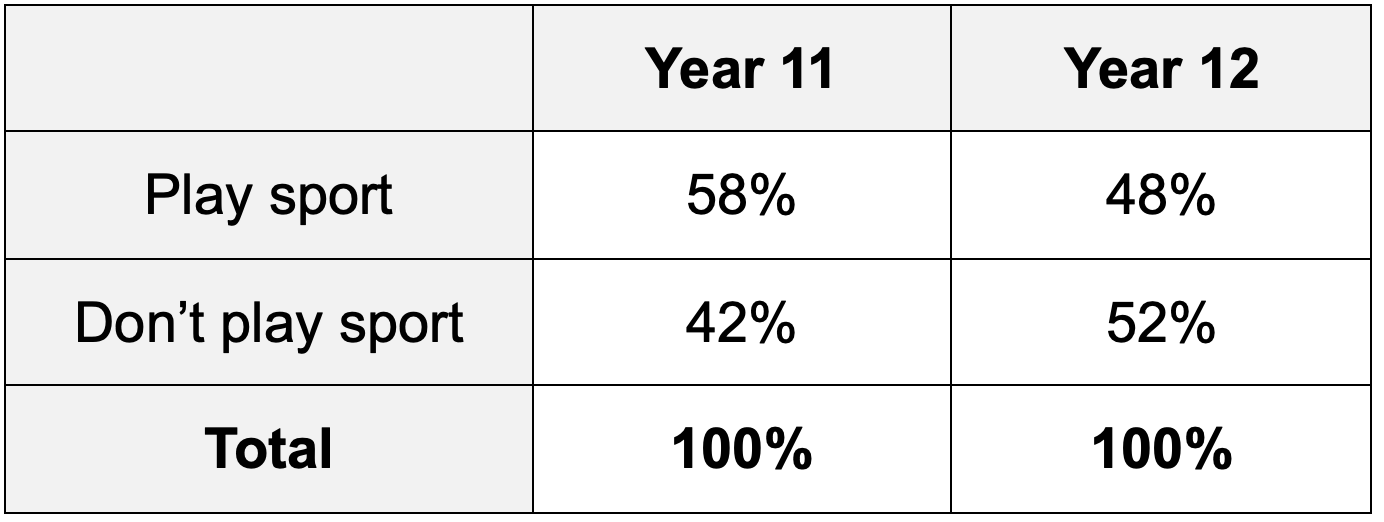 Year 11 Year 12
Play sport 58% 48%
Don’t play sport 42% 52%
Total 100% 100%